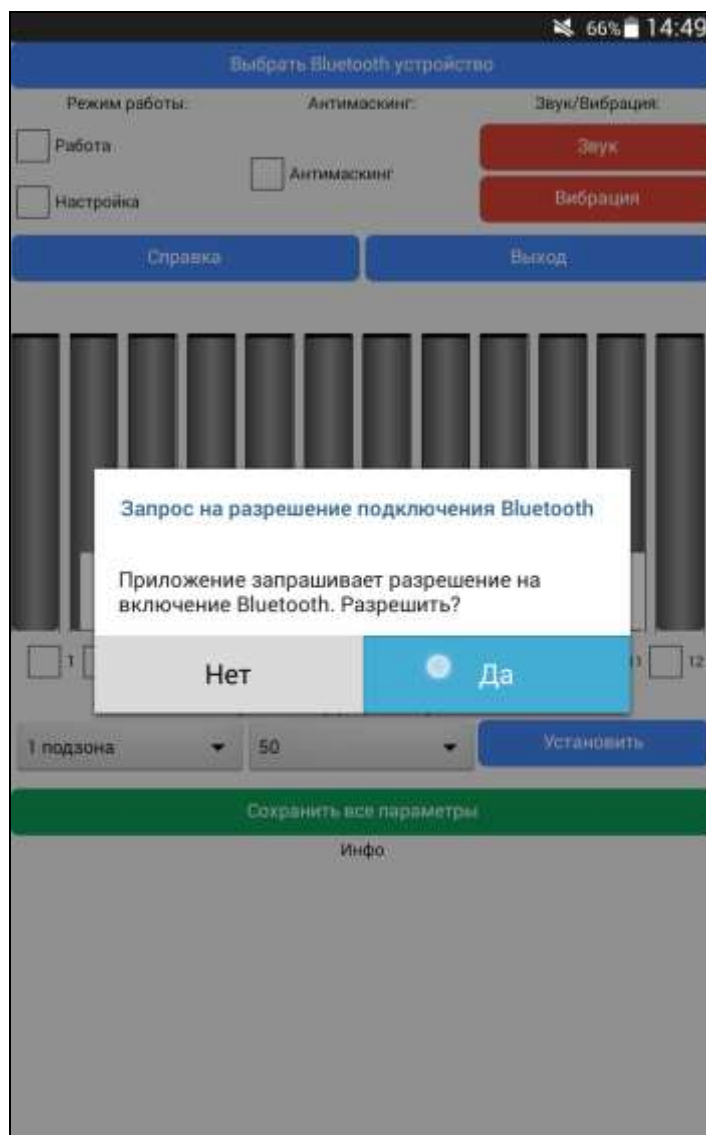 66% 14:49
Выбрать Bluetooth устройство
Режим работы: Антимаскинг: Звук/Вибрация:
Работа
Звук
Антимаскинг
Настройка
Вибрация
Справка Выход
Запрос на разрешение подключения Bluetooth
Приложение запрашивает разрешение на
включение Bluetooth. Разрешить?
Нет Да
1 11 12
1 подзона 50 Установить
Сохранить все параметры
Инфо